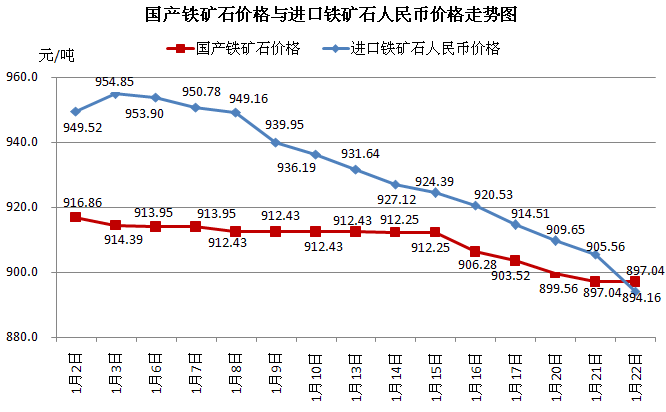 国产铁矿石价格与进口铁矿石人民币价格走势图
国产铁矿石价格 进口铁矿石人民币价格
元/吨
960.0
940.0
920.0
900.0
880.0
949.52 954.85 953.90 950.78 949.16 939.95 936.19 931.64 927.12 924.39 920.53 914.51 909.65 905.56 894.16
916.86 914.39 913.95 913.95 912.43 912.43 912.43 912.43 912.25 912.25 906.28 903.52 899.56 897.04 897.04
1月2日 1月3日 1月6日 1月7日 1月8日 1月9日 1月10日 1月13日 1月14日 1月15日 1月16日 1月17日 1月20日 1月21日 1月22日